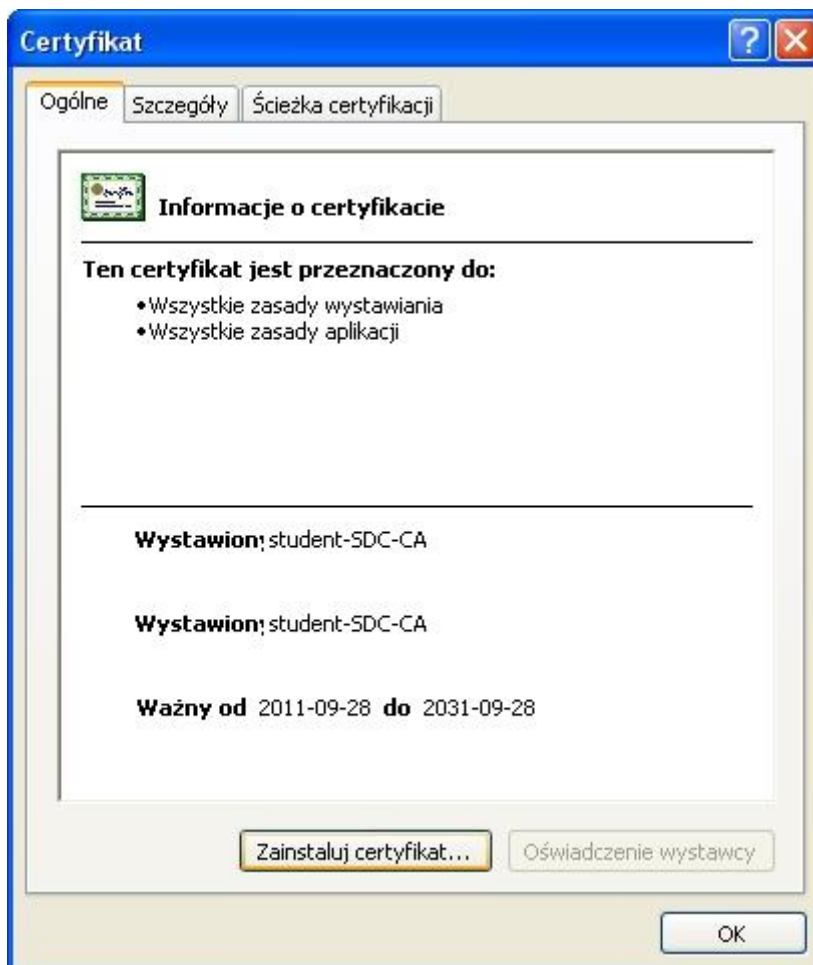 Certyfikat
Ogólne Szczegóły Ścieżka certyfikacji
Informacje o certyfikacie
Ten certyfikat jest przeznaczony do:
•Wszystkie zasady wystawiania
•Wszystkie zasady aplikacji
Wystawiony student-SDC-CA
Wystawiony student-SDC-CA
Ważny od 2011-09-28 do 2031-09-28
Zainstaluj certyfikat... Oświadczenie wystawcy
OK